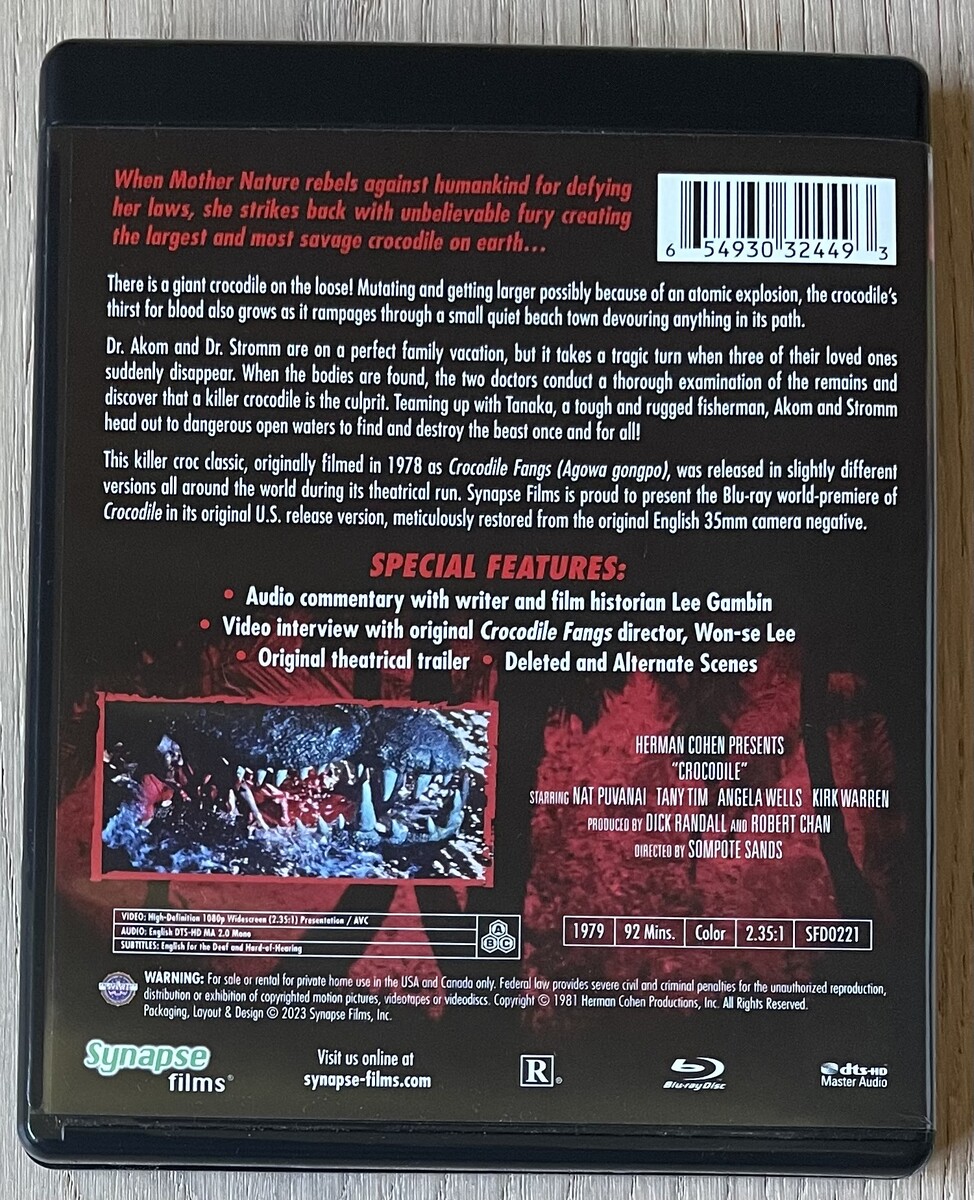 When Mother Nature rebels against humankind for defying
her laws, she strikes back with unbelievable fury creating
the largest and most savage crocodile on earth...
6 54930 32449 3
There is a giant crocodile on the loose! Mutating and getting larger possibly because of an atomic explosion, the crocodile's
thirst for blood also grows as it rampages through a small quiet beach town devouring anything in its path.
Dr. Akom and Dr. Stromm are on a perfect family vacation, but it takes a tragic turn when three of their loved ones
suddenly disappear. When the bodies are found, the two doctors conduct a thorough examination of the remains and
discover that a killer crocodile is the culprit. Teaming up with Tanaka, a tough and rugged fisherman, Akom and Stromm
head out to dangerous open waters to find and destroy the beast once and for all!
This killer croc classic, originally filmed in 1978 as Crocodile Fangs (Agowa gongpo), was released in slightly different
versions all around the world during its theatrical run. Synapse Films is proud to present the Blu-ray world-premiere of
Crocodile in its original U.S. release version, meticulously restored from the original English 35mm camera negative.
SPECIAL FEATURES:
• Audio commentary with writer and film historian Lee Gambin
• Video interview with original Crocodile Fangs director, Won-se Lee
• Original theatrical trailer • Deleted and Alternate Scenes
HERMAN COHEN PRESENTS
"CROCODILE"
STARRING NAT PUVANAI TANY TIM ANGELA WELLS KIRK WARREN
PRODUCED BY DICK RANDALL AND ROBERT CHAN
DIRECTED BY SOMPOTE SANDS
VIDEO: High-Definition 1080p Widescreen (2.35:1) Presentation / AVC
AUDIO: English DTS-HD MA 2.0 Mono
SUBTITLES: English for the Deaf and Hard-of-Hearing
A B C
1979 92 Mins. Color 2.35:1 SFD0221
WARNING: For sale or rental for private home use in the USA and Canada only. Federal law provides severe civil and criminal penalties for the unauthorized reproduction,
distribution or exhibition of copyrighted motion pictures, videotapes or videodiscs. Copyright © 1981 Herman Cohen Productions, Inc. All Rights Reserved.
Packaging, Layout & Design © 2023 Synapse Films, Inc.
Synapse
films®
Visit us online at
synapse-films.com
R®
Blu-ray Disc
dts-HD
Master Audio